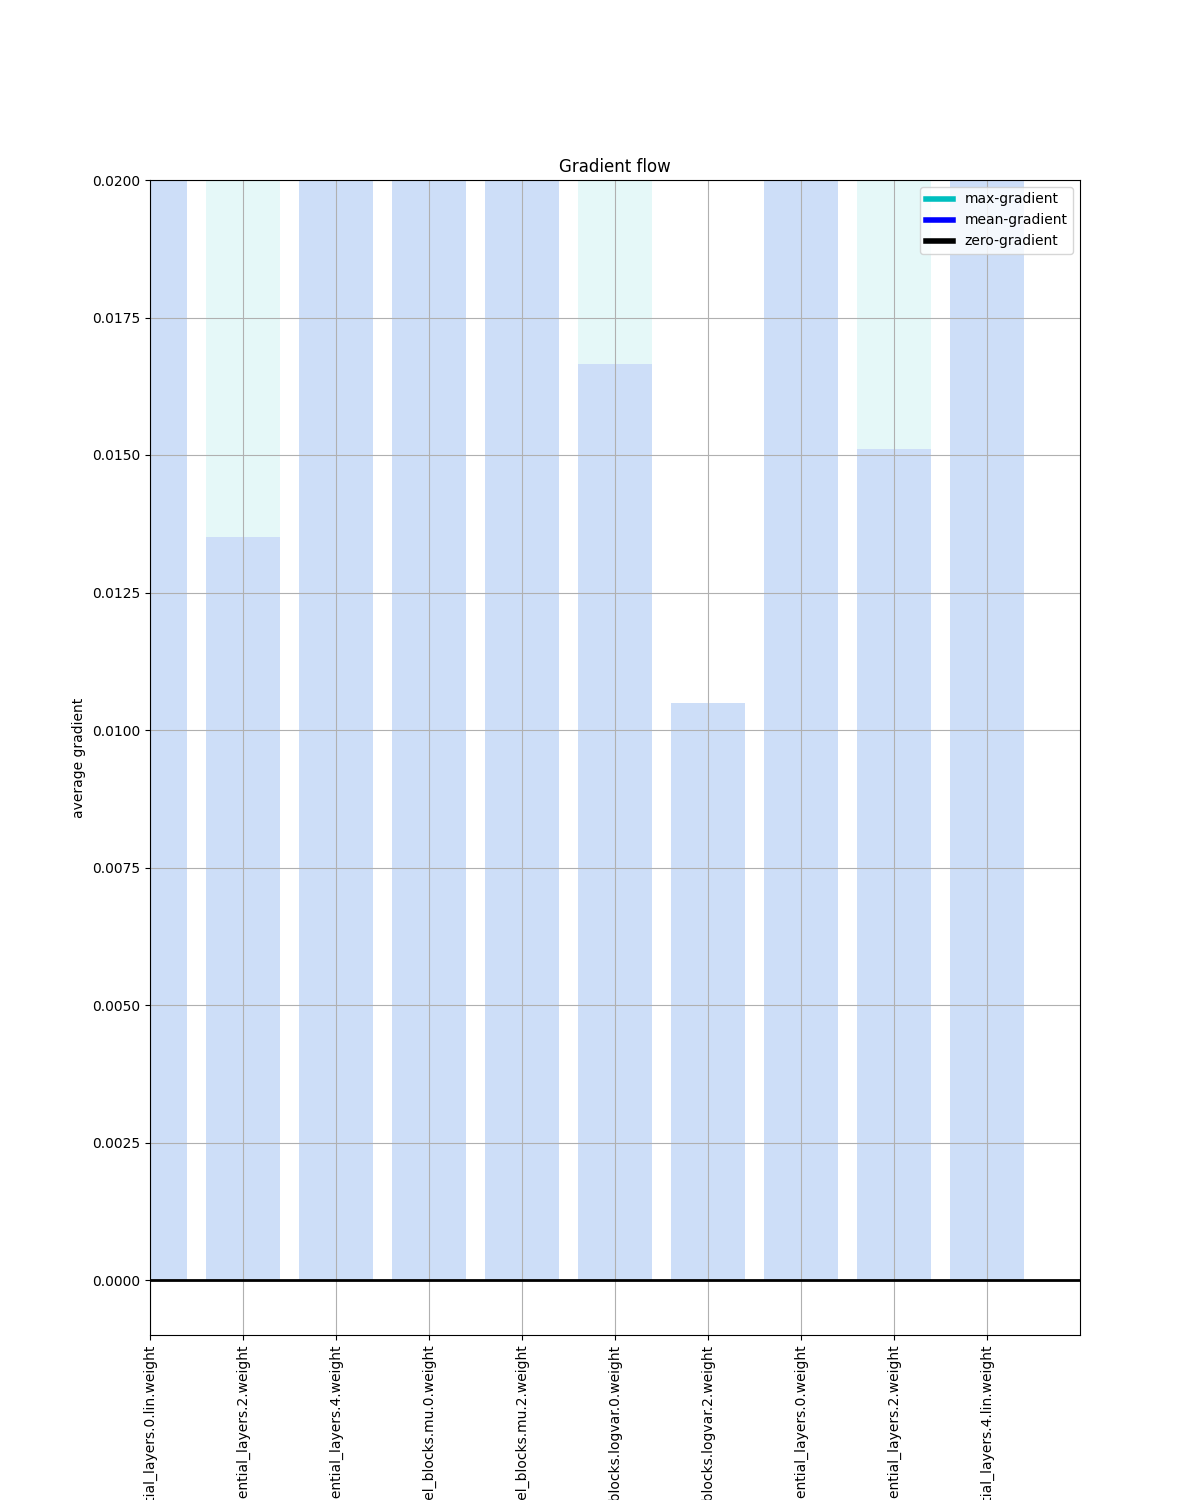 Gradient flow
max-gradient
mean-gradient
zero-gradient
0.0200
0.0175
0.0150
0.0125
0.0100
0.0075
0.0050
0.0025
0.0000
average gradient
tial_layers.0.lin.weight
ential_layers.2.weight
ential_layers.4.weight
el_blocks.mu.0.weight
el_blocks.mu.2.weight
blocks.logvar.0.weight
blocks.logvar.2.weight
ential_layers.0.weight
ential_layers.2.weight
tial_layers.4.lin.weight